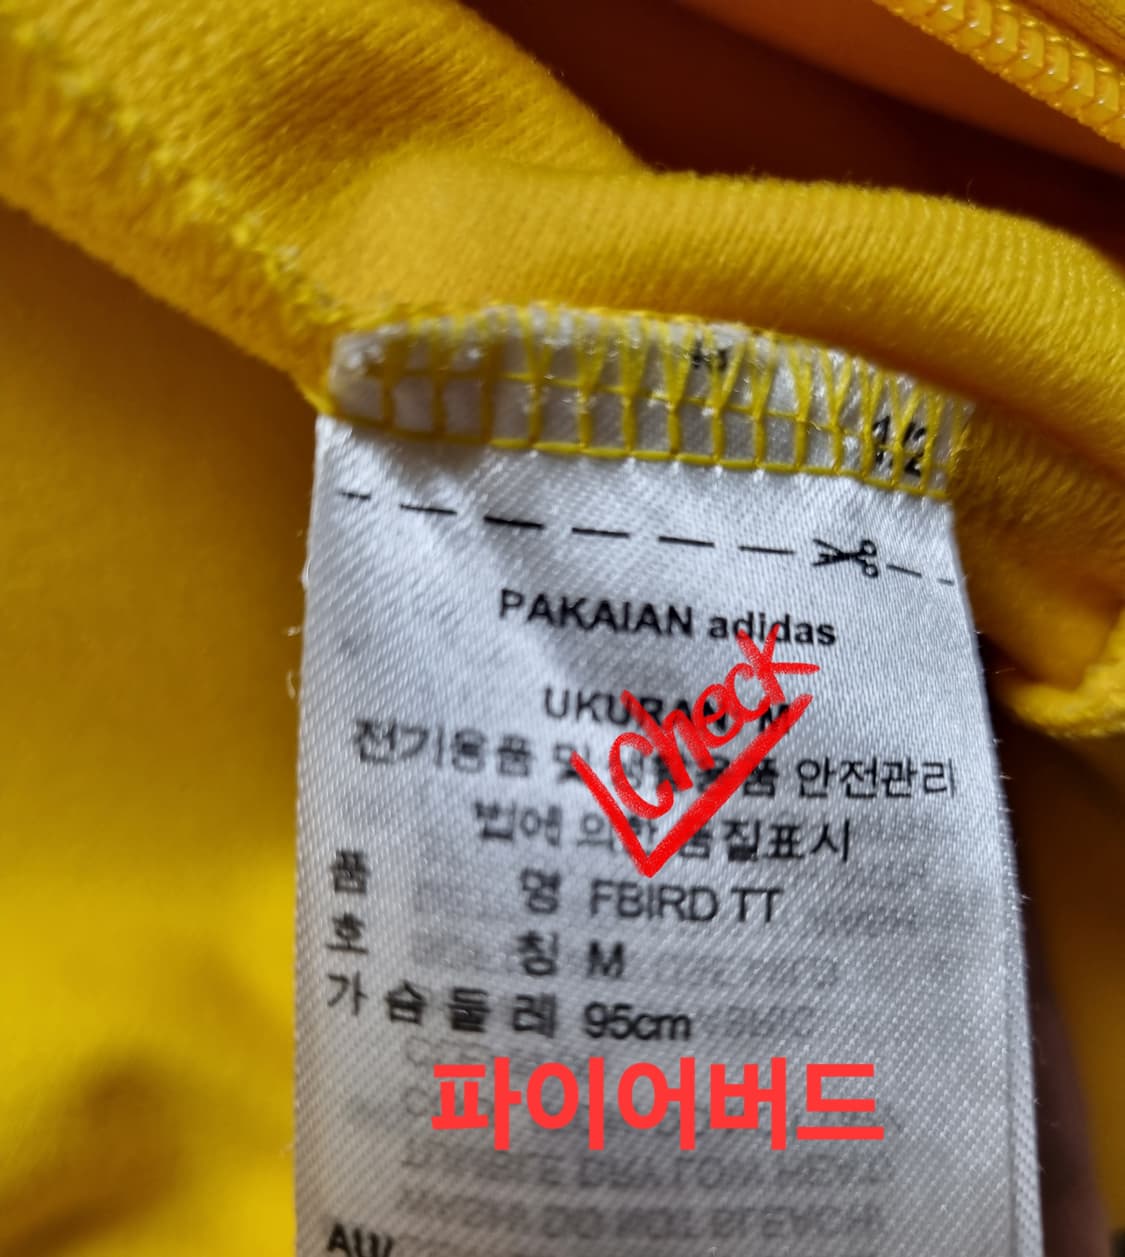 1/2
PAKAIAN adidas
check
UKURAN M
전기용품 및 생활용품 안전관리
법에 의한 품질표시
품 명 FBIRD TT
호 칭 M
가 슴 둘 레 95cm
파이어버드